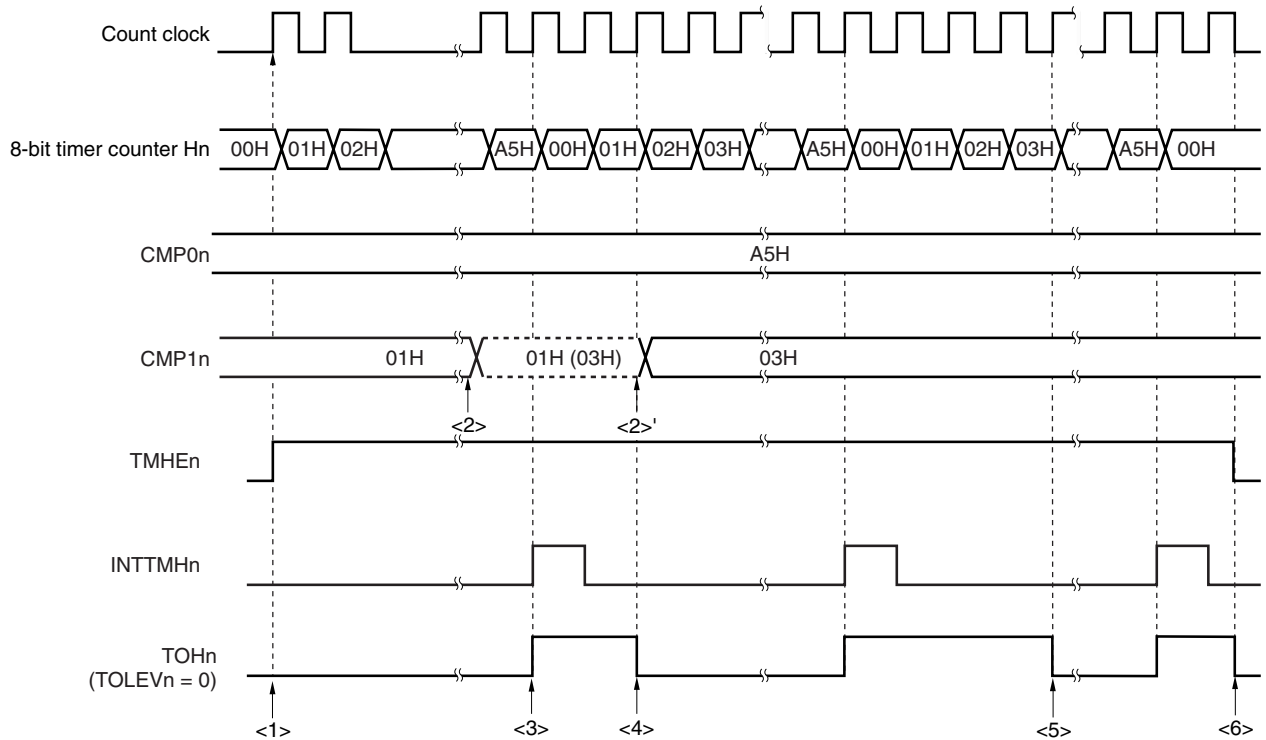 Count clock
8-bit timer counter Hn 00H 01H 02H A5H 00H 01H 02H 03H A5H 00H 01H 02H 03H A5H 00H
CMP0n A5H
CMP1n 01H 01H (03H) 03H
<2> <2>'
TMHEn
INTTMHn
TOHn
(TOLEVn = 0)
<1> <3> <4> <5> <6>